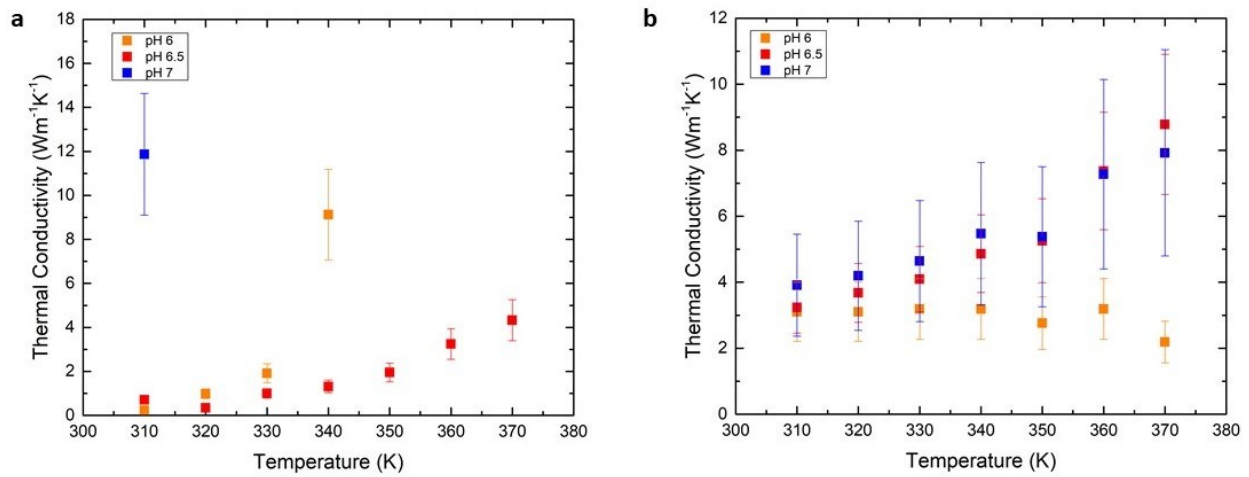 a
18
16
14
12
10
8
6
4
2
0
Thermal Conductivity (Wm⁻¹K⁻¹)
pH 6
pH 6.5
pH 7
300 310 320 330 340 350 360 370 380
Temperature (K)
b
12
10
8
6
4
2
0
Thermal Conductivity (Wm⁻¹K⁻¹)
pH 6
pH 6.5
pH 7
300 310 320 330 340 350 360 370 380
Temperature (K)